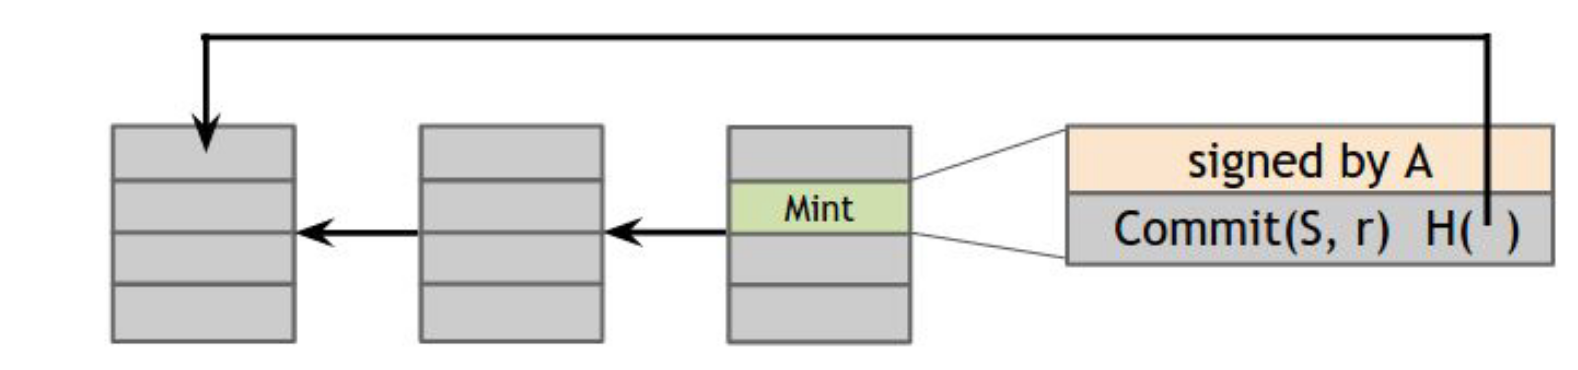 signed by A
Mint
Commit(S, r) H( )